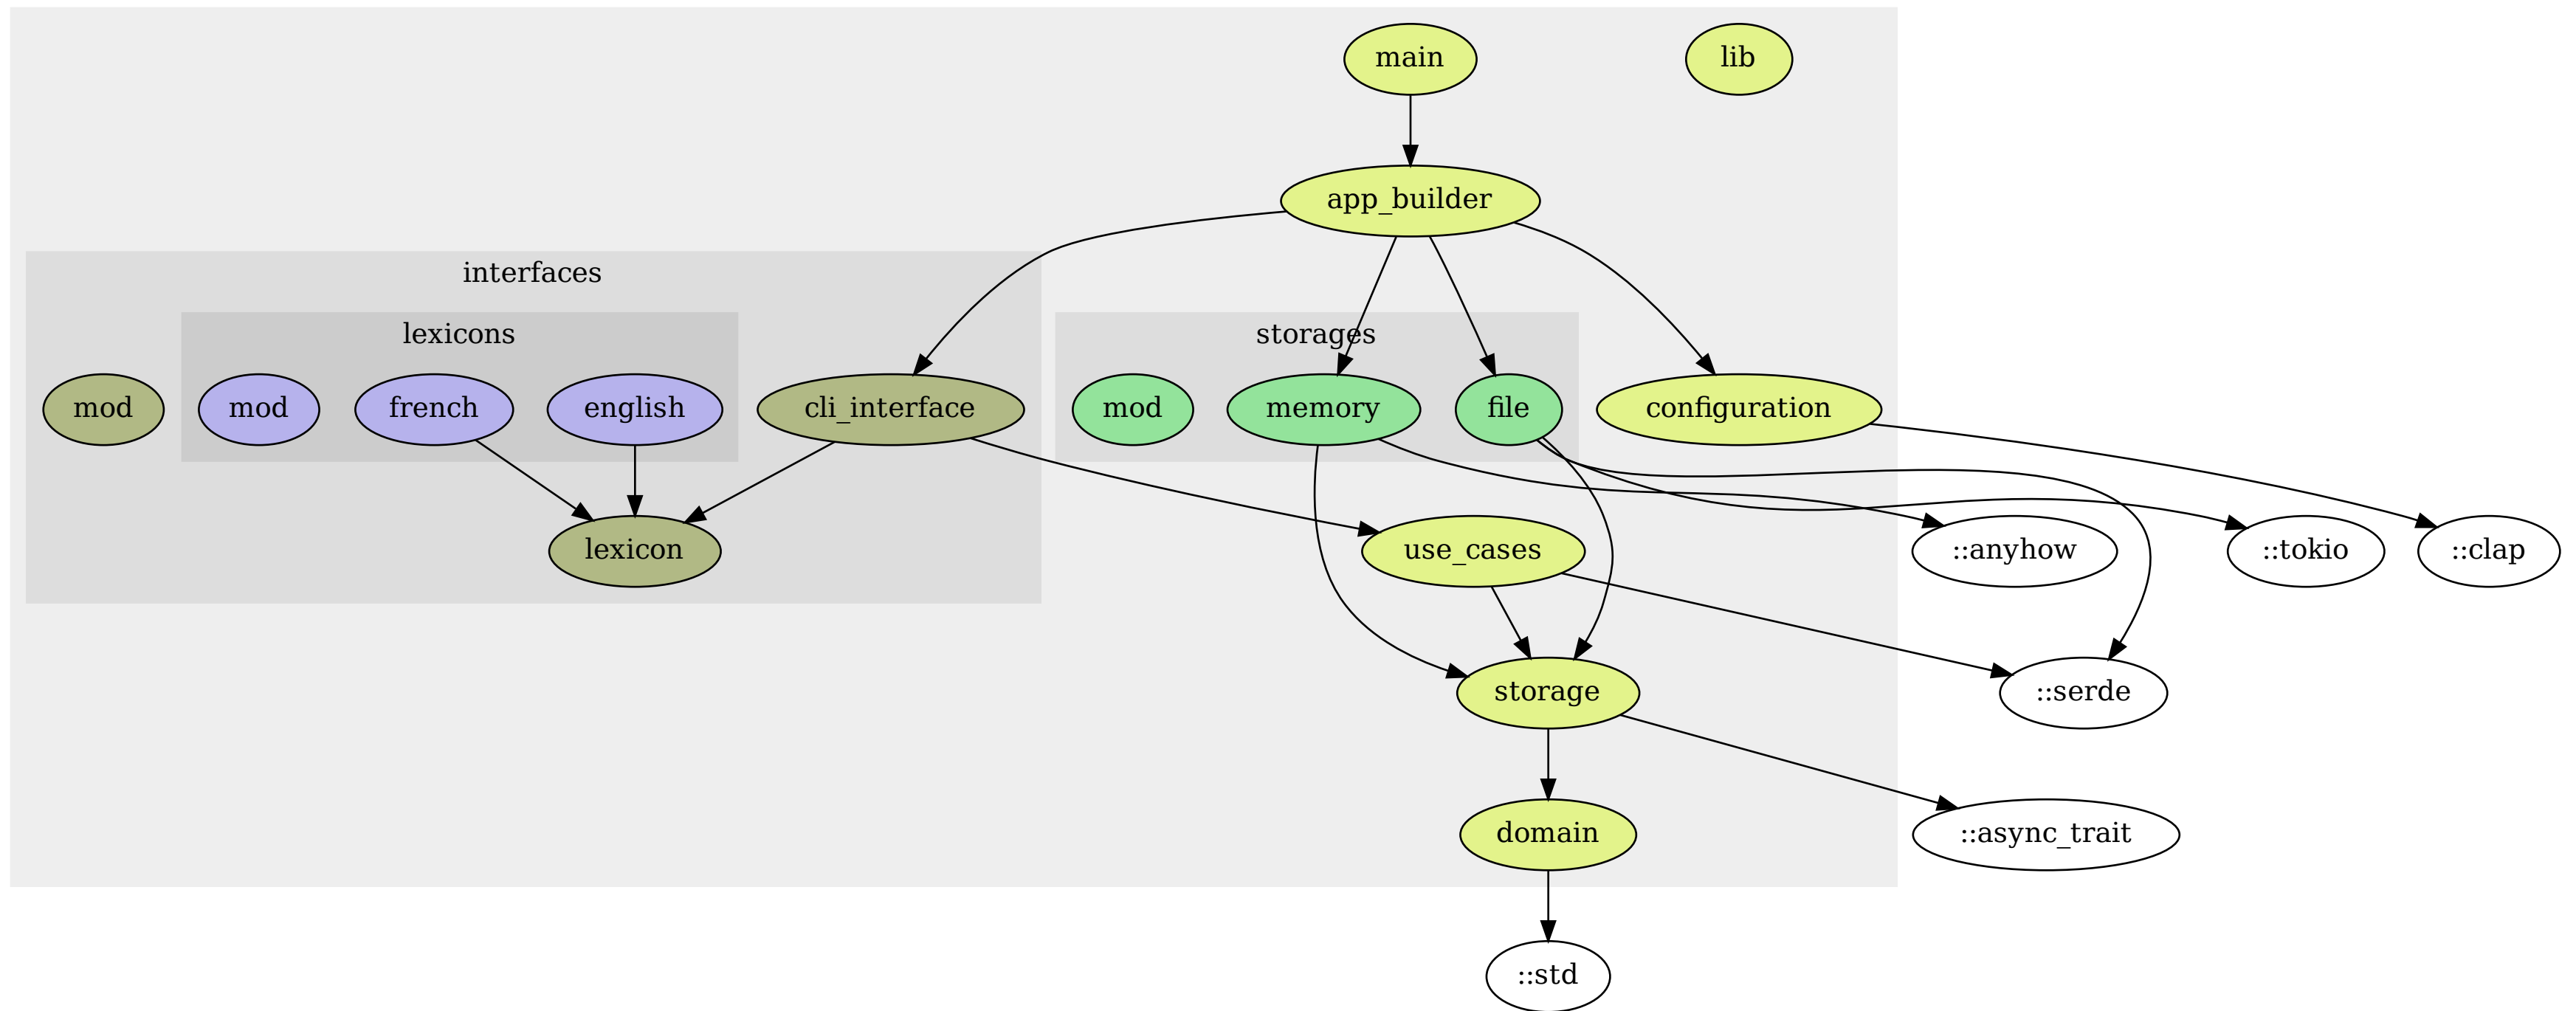 main
lib
app_builder
interfaces
lexicons
storages
mod
mod
french
english
cli_interface
mod
memory
file
configuration
lexicon
use_cases
::anyhow
::tokio
::clap
storage
::serde
domain
::async_trait
::std